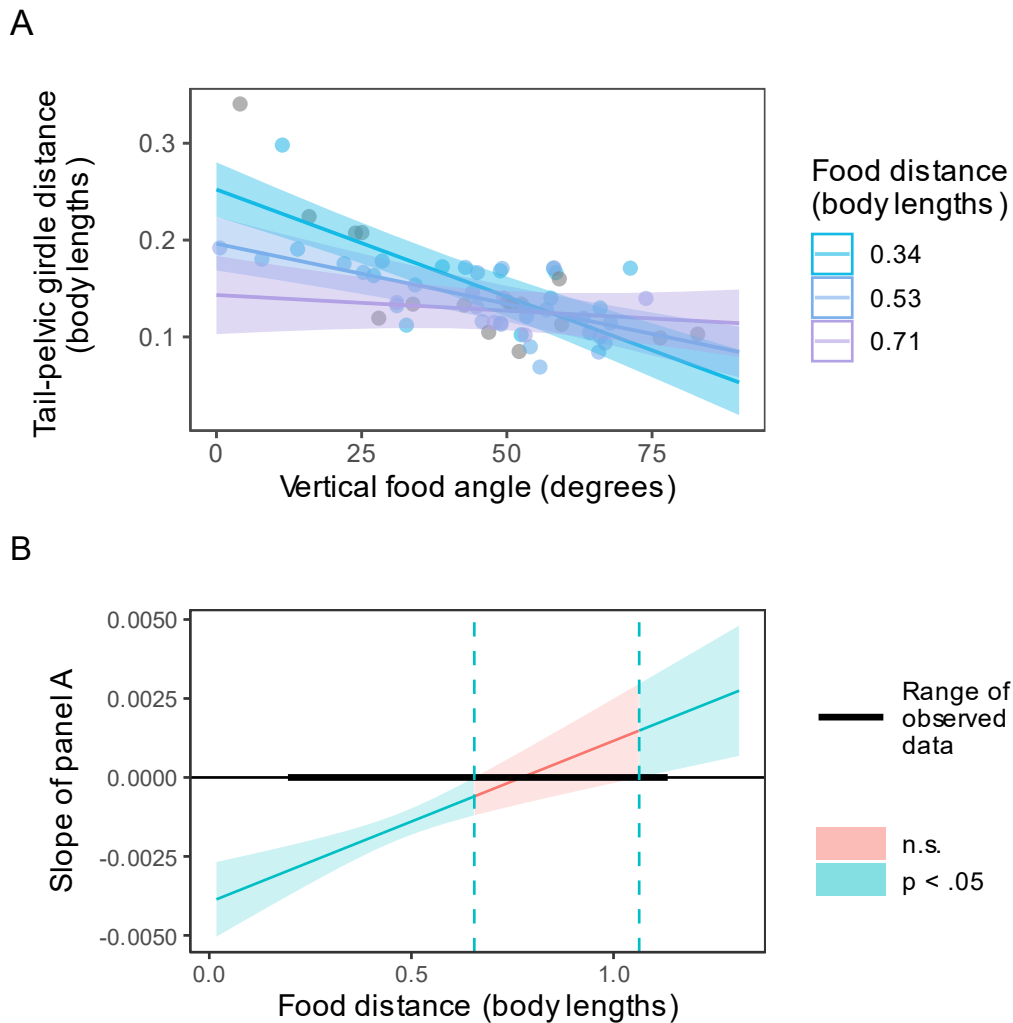 A
Tail-pelvic girdle distance
(body lengths)
0.3
0.2
0.1
0
25
50
75
Vertical food angle (degrees)
Food distance
(body lengths)
0.34
0.53
0.71
B
Slope of panel A
0.0050
0.0025
0.0000
-0.0025
-0.0050
0.0
0.5
1.0
Food distance (body lengths)
Range of
observed
data
n.s.
p < .05